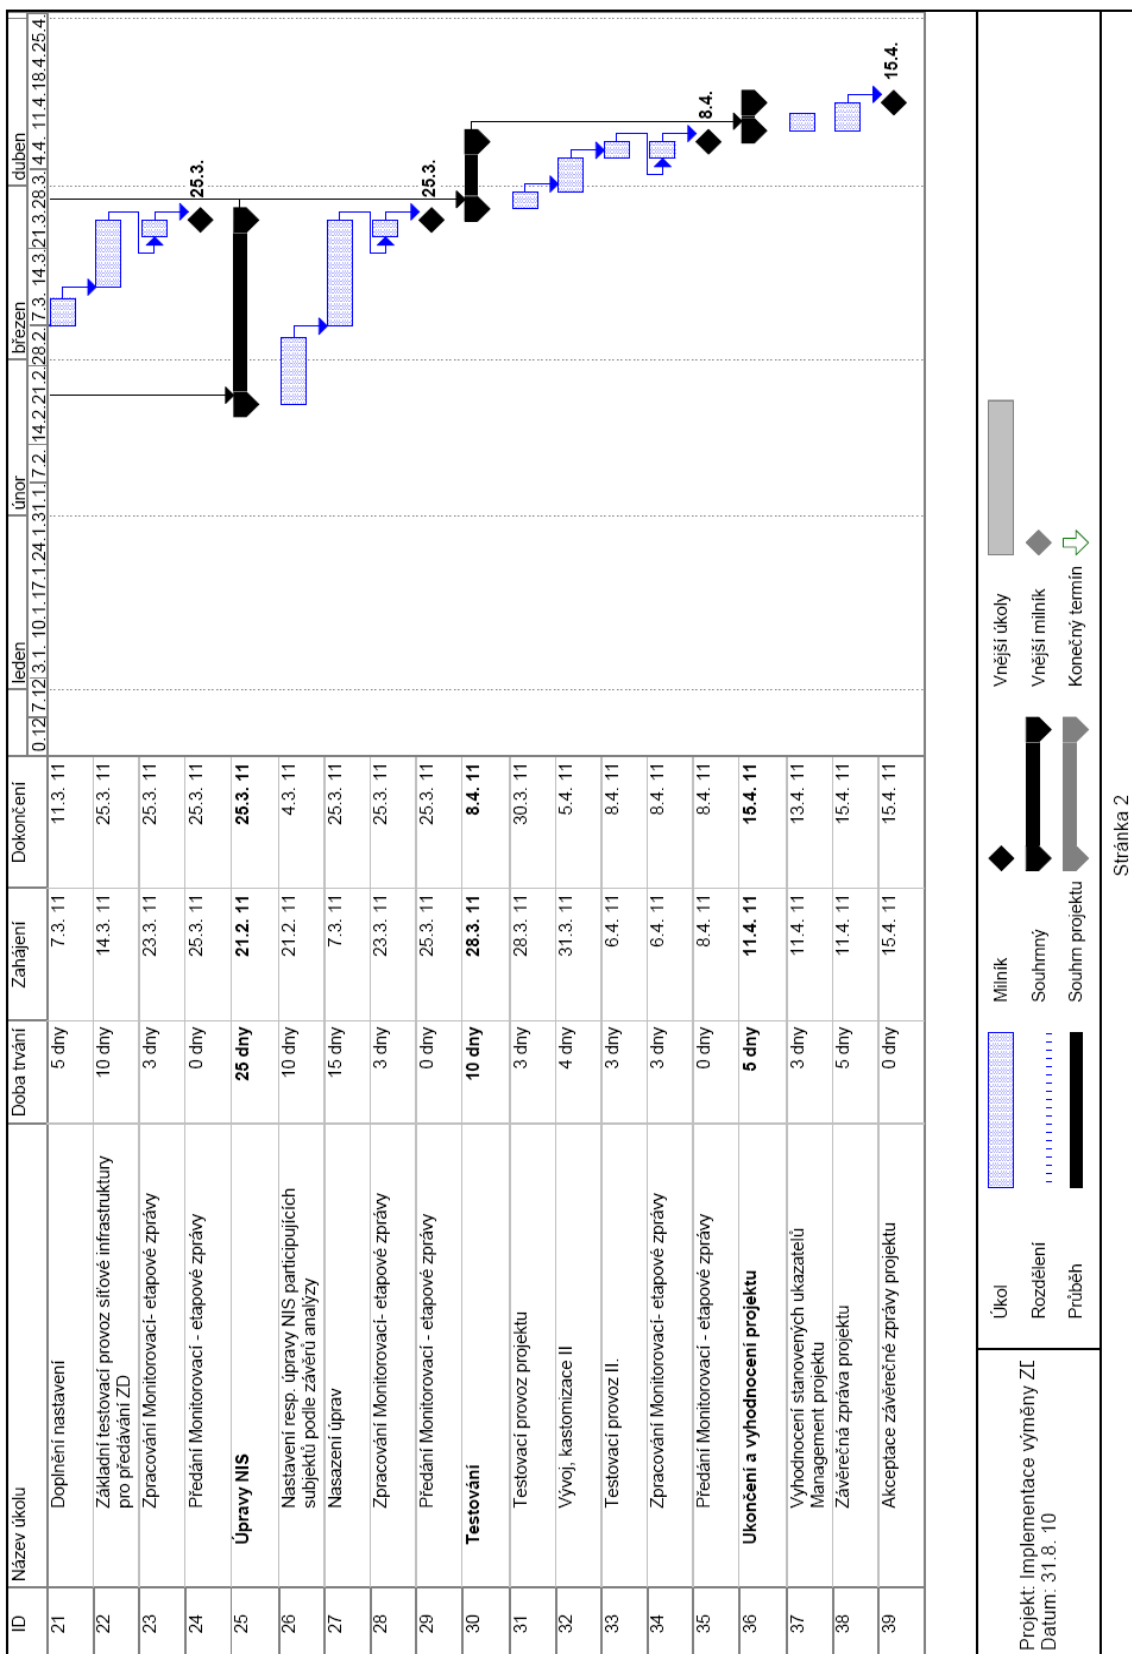 ID Název úkolu Doba trvání Zahájení Dokončení
leden únor březen duben
0.12 7.12 3.1. 10.1. 17.1. 24.1. 31.1. 7.2. 14.2. 21.2. 28.2. 7.3. 14.3. 21.3. 28.3. 4.4. 11.4. 18.4. 25.4.
21 Doplnění nastavení 5 dny 7.3. 11 11.3. 11
22 Základní testovací provoz síťové infrastruktury
pro předávání ZD 10 dny 14.3. 11 25.3. 11
23 Zpracování Monitorovací- etapové zprávy 3 dny 23.3. 11 25.3. 11
24 Předání Monitorovací - etapové zprávy 0 dny 25.3. 11 25.3. 11 25.3.
25 Úpravy NIS 25 dny 21.2. 11 25.3. 11
26 Nastavení resp. úpravy NIS participujících
subjektů podle závěrů analýzy 10 dny 21.2. 11 4.3. 11
27 Nasazení úprav 15 dny 7.3. 11 25.3. 11
28 Zpracování Monitorovací- etapové zprávy 3 dny 23.3. 11 25.3. 11
29 Předání Monitorovací - etapové zprávy 0 dny 25.3. 11 25.3. 11 25.3.
30 Testování 10 dny 28.3. 11 8.4. 11
31 Testovací provoz projektu 3 dny 28.3. 11 30.3. 11
32 Vývoj, kastomizace II 4 dny 31.3. 11 5.4. 11
33 Testovací provoz II. 3 dny 6.4. 11 8.4. 11
34 Zpracování Monitorovací- etapové zprávy 3 dny 6.4. 11 8.4. 11
35 Předání Monitorovací - etapové zprávy 0 dny 8.4. 11 8.4. 11 8.4.
36 Ukončení a vyhodnocení projektu 5 dny 11.4. 11 15.4. 11
37 Vyhodnocení stanovených ukazatelů
Management projektu 3 dny 11.4. 11 13.4. 11
38 Závěrečná zpráva projektu 5 dny 11.4. 11 15.4. 11
39 Akceptace závěrečné zprávy projektu 0 dny 15.4. 11 15.4. 11 15.4.
Projekt: Implementace výměny ZD
Datum: 31.8. 10
Úkol Milník Vnější úkoly
Rozdělení Souhrnný Vnější milník
Průběh Souhrn projektu Konečný termín
Stránka 2